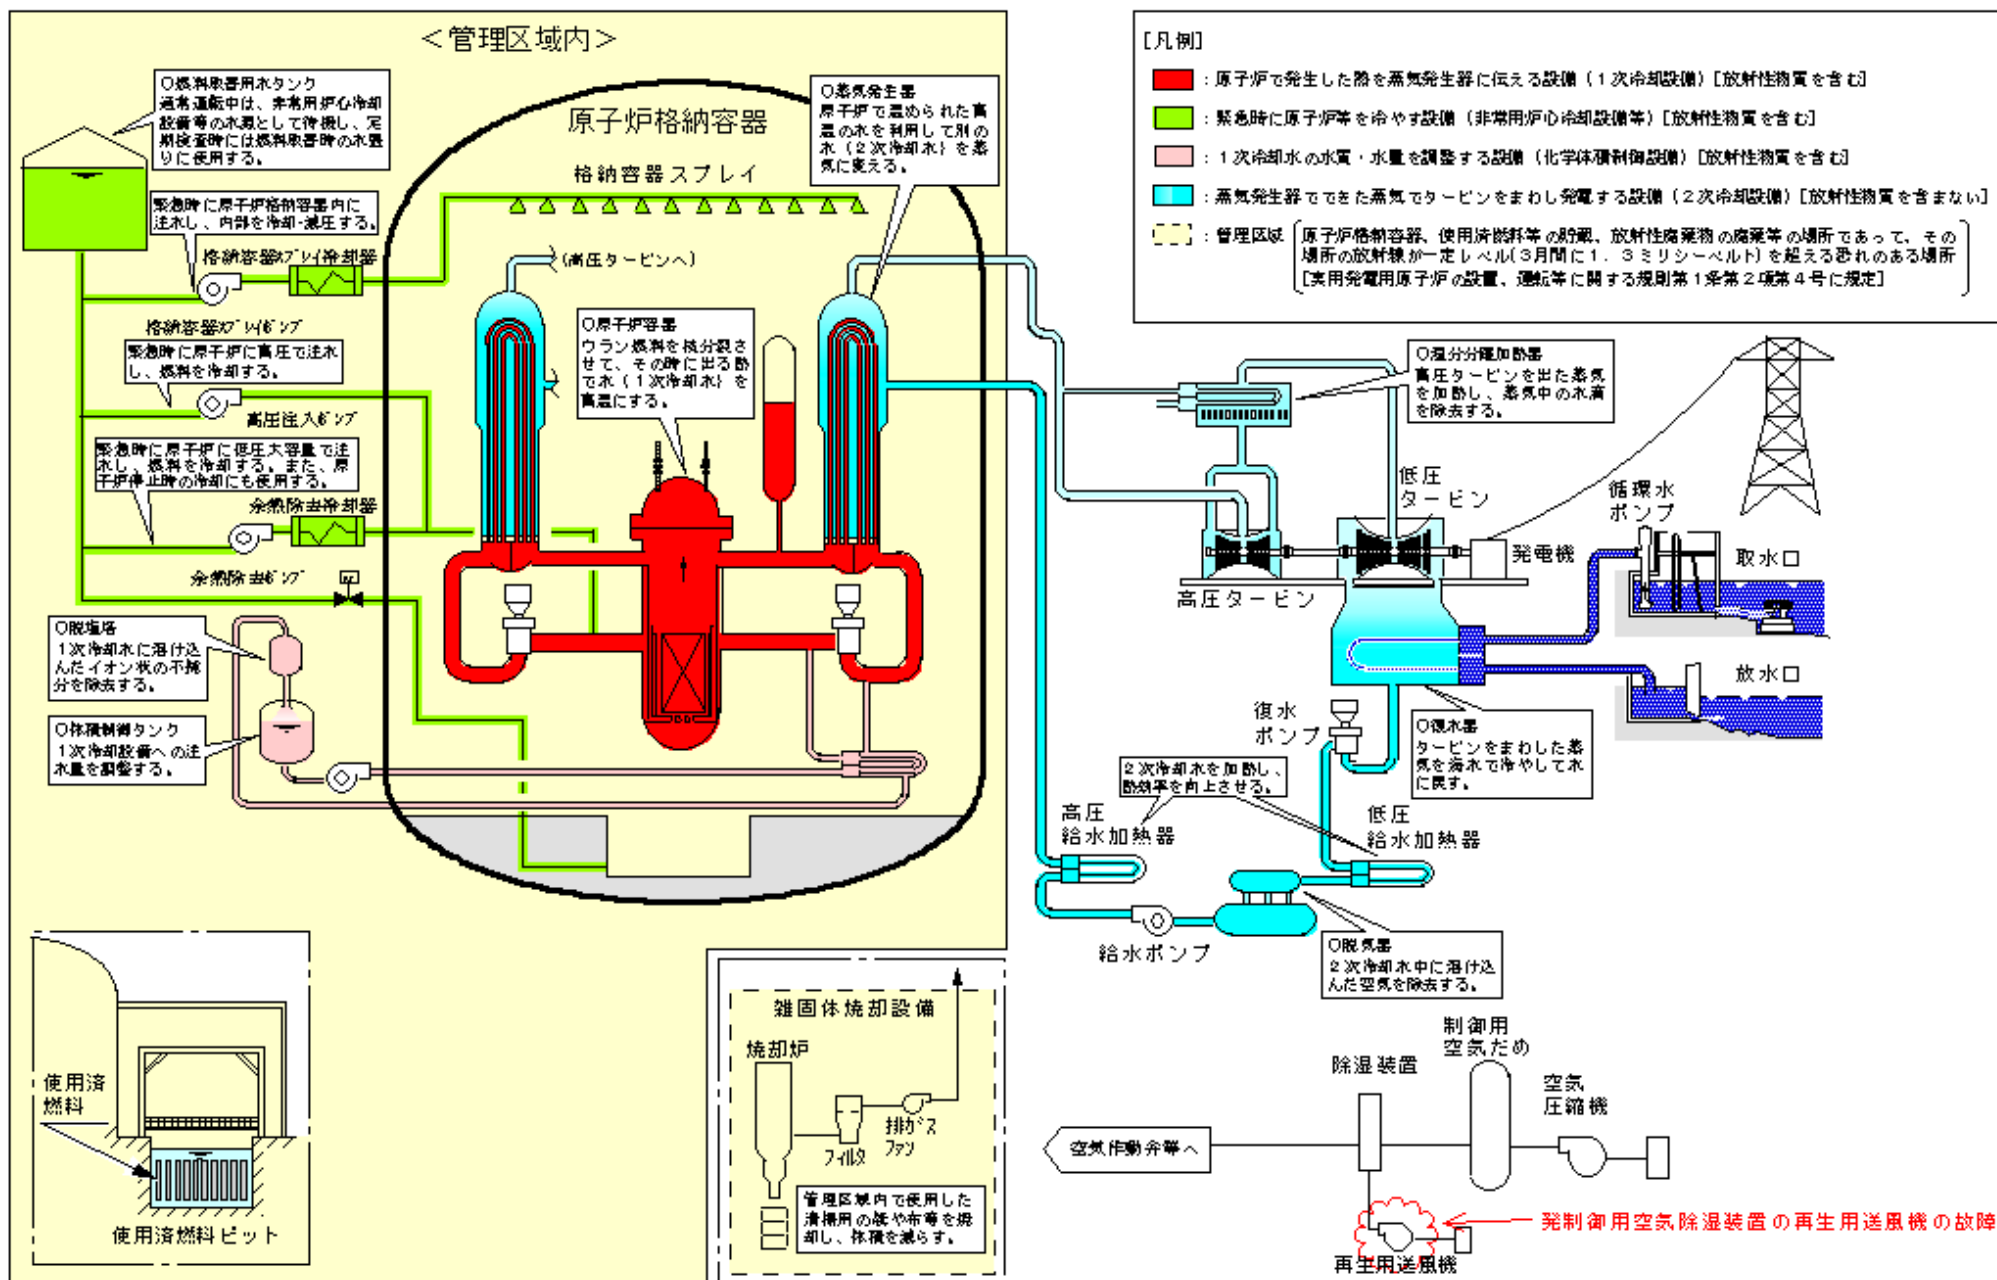 ＜管理区域内＞
○燃料取替用水タンク
通常運転中は、非常用炉心冷却
設備等の水源として待機し、定
期検査時には燃料取替時の水張
りに使用する。
緊急時に原子炉格納容器内に
注水し、内部を冷却・減圧する。
格納容器ｽﾌﾟﾚｲ冷却器
格納容器ｽﾌﾟﾚｲﾎﾟﾝﾌﾟ
緊急時に原子炉に高圧で注水
し、燃料を冷却する。
高圧注入ﾎﾟﾝﾌﾟ
緊急時に原子炉に低圧大容量で注
水し、燃料を冷却する。また、原
子炉停止時の冷却にも使用する。
余熱除去冷却器
余熱除去ﾎﾟﾝﾌﾟ
○脱塩塔
１次冷却水に溶け込
んだイオン状の不純
分を除去する。
○体積制御タンク
１次冷却設備への注
水量を調整する。
原子炉格納容器
格納容器スプレイ
(高圧タービンへ)
○蒸気発生器
原子炉で温められた高
温の水を利用して別の
水（２次冷却水）を蒸
気に変える。
○原子炉容器
ウラン燃料を核分裂さ
せて、その時に出る熱
で水（１次冷却水）を
高温にする。
使用済
燃料
使用済燃料ピット
雑固体焼却設備
焼却炉
フィルタ
排ｶﾞｽ
ﾌｧﾝ
管理区域内で使用した
清掃用の紙や布等を焼
却し、体積を減らす。
[凡例]
：原子炉で発生した熱を蒸気発生器に伝える設備（１次冷却設備）[放射性物質を含む]
：緊急時に原子炉等を冷やす設備（非常用炉心冷却設備等）[放射性物質を含む]
：１次冷却水の水質・水量を調整する設備（化学体積制御設備）[放射性物質を含む]
：蒸気発生器でできた蒸気でタービンをまわし発電する設備（２次冷却設備）[放射性物質を含まない]
：管理区域 原子炉格納容器、使用済燃料等の貯蔵、放射性廃棄物の廃棄等の場所であって、その
場所の放射線が一定レベル(３月間に１．３ミリシーベルト)を超える恐れのある場所
[実用発電用原子炉の設置、運転等に関する規則第１条第２項第４号に規定]
○湿分分離加熱器
高圧タービンを出た蒸気
を加熱し、蒸気中の水滴
を除去する。
低圧
タービン
高圧タービン
発電機
循環水
ポンプ
取水口
放水口
復水
ポンプ
○復水器
タービンをまわした蒸
気を海水で冷やして水
に戻す。
２次冷却水を加熱し、
熱効率を向上させる。
高圧
給水加熱器
低圧
給水加熱器
給水ポンプ
○脱気器
２次冷却水中に溶け込
んだ空気を除去する。
制御用
空気だめ
除湿装置
空気
圧縮機
空気作動弁等へ
発制御用空気除湿装置の再生用送風機の故障
再生用送風機